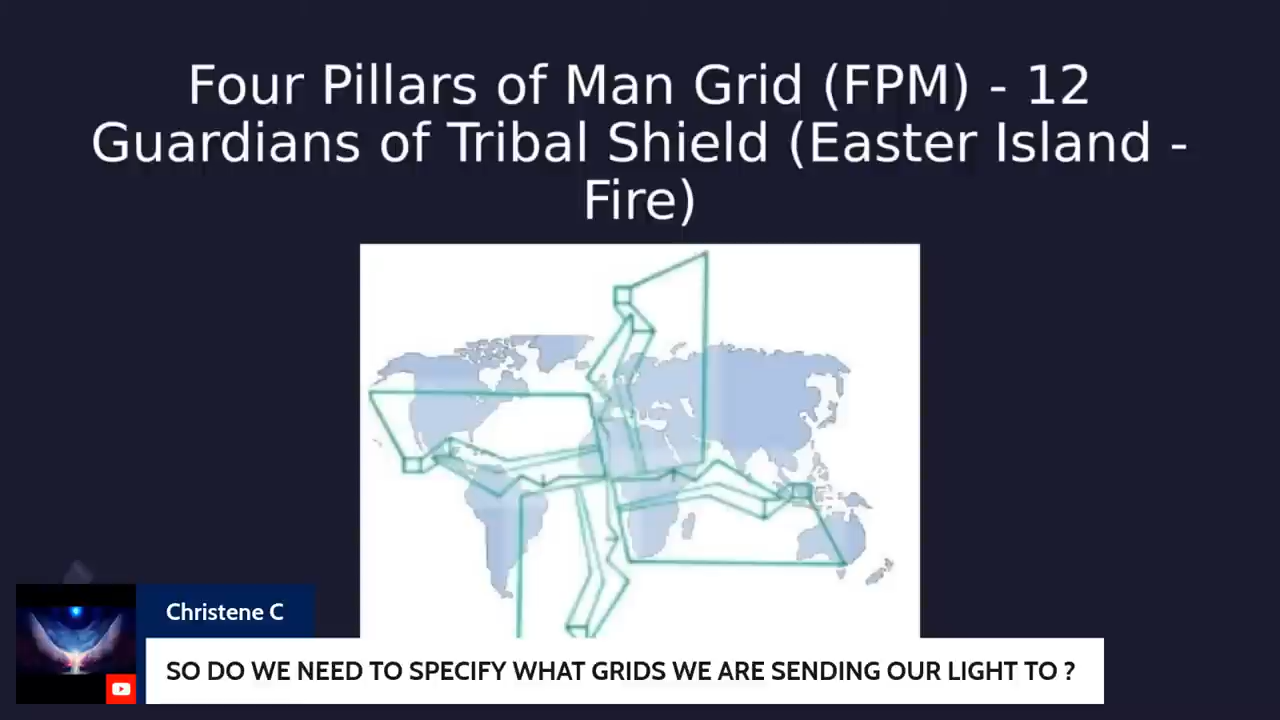 Four Pillars of Man Grid (FPM) - 12
Guardians of Tribal Shield (Easter Island -
Fire)
Christene C
SO DO WE NEED TO SPECIFY WHAT GRIDS WE ARE SENDING OUR LIGHT TO ?